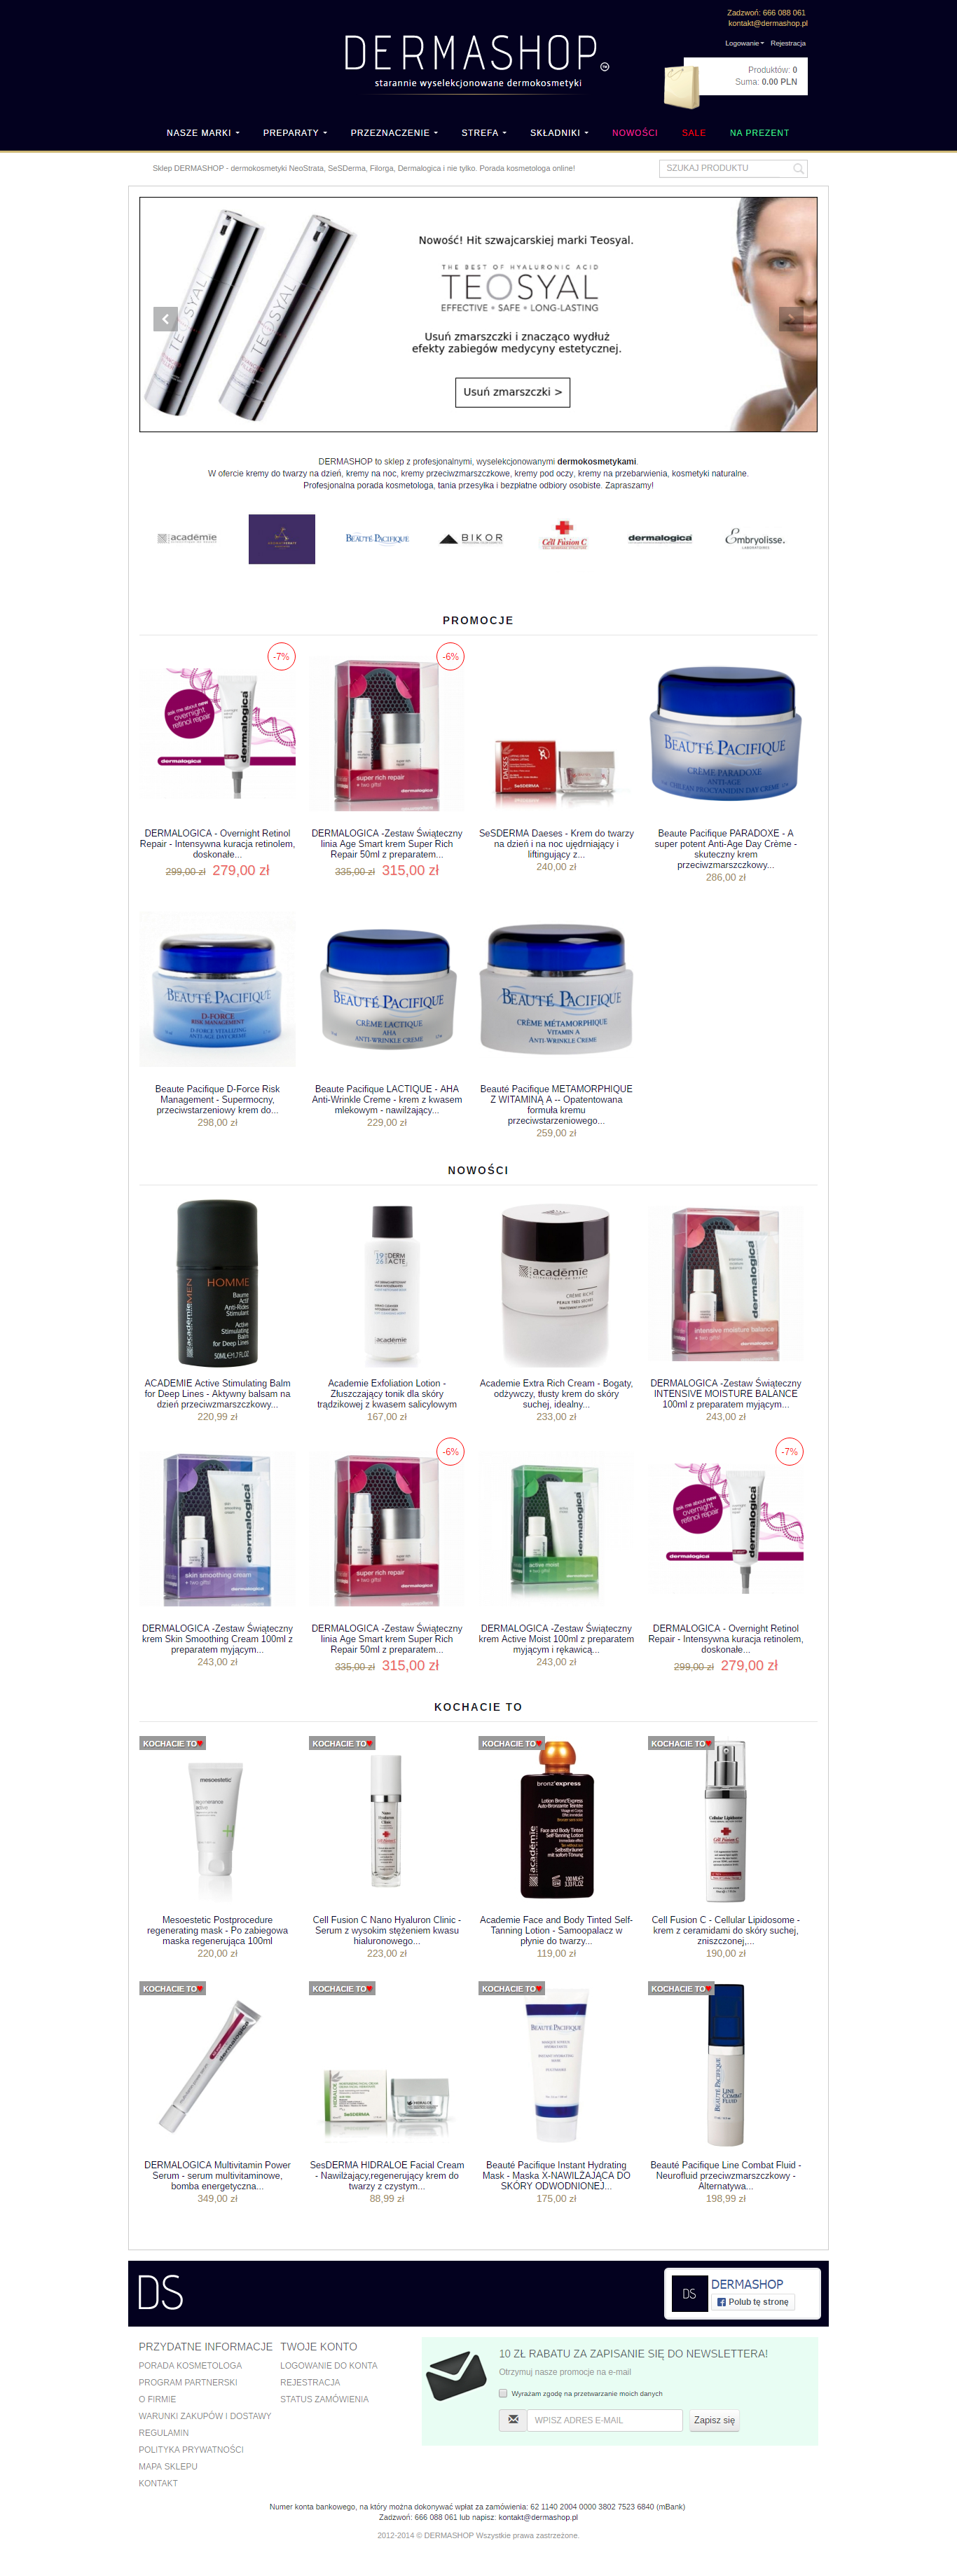 Zadzwoń: 666 088 061
kontakt@dermashop.pl
Logowanie Rejestracja
DERMASHOP
starannie wyselekcjonowane dermokosmetyki
Produktów: 0
Suma: 0.00 PLN
NASZE MARKI PREPARATY PRZEZNACZENIE STREFA SKŁADNIKI NOWOŚCI SALE NA PREZENT
Sklep DERMASHOP - dermokosmetyki NeoStrata, SeSDerma, Filorga, Dermalogica i nie tylko. Porada kosmetologa online!
SZUKAJ PRODUKTU
Nowość! Hit szwajcarskiej marki Teosyal.
THE BEST OF HYALURONIC ACID
TEOSYAL
EFFECTIVE • SAFE • LONG-LASTING
Usuń zmarszczki i znacząco wydłuż
efekty zabiegów medycyny estetycznej.
Usuń zmarszczki >
DERMASHOP to sklep z profesjonalnymi, wyselekcjonowanymi dermokosmetykami.
W ofercie kremy do twarzy na dzień, kremy na noc, kremy przeciwzmarszczkowe, kremy pod oczy, kremy na przebarwienia, kosmetyki naturalne.
Profesjonalna porada kosmetologa, tania przesyłka i bezpłatne odbiory osobiste. Zapraszamy!
académie BEAUTÉ PACIFIQUE BIKOR Cell Fusion C dermalogica Embryolisse
PROMOCJE
-7% -6%
DERMALOGICA - Overnight Retinol
Repair - Intensywna kuracja retinolem,
doskonałe...
299,00 zł 279,00 zł
DERMALOGICA -Zestaw Świąteczny
linia Age Smart krem Super Rich
Repair 50ml z preparatem...
335,00 zł 315,00 zł
SeSDERMA Daeses - Krem do twarzy
na dzień i na noc ujędrniający i
liftingujący z...
240,00 zł
Beaute Pacifique PARADOXE - A
super potent Anti-Age Day Crème -
skuteczny krem
przeciwzmarszczkowy...
286,00 zł
Beaute Pacifique D-Force Risk
Management - Supermocny,
przeciwstarzeniowy krem do...
298,00 zł
Beaute Pacifique LACTIQUE - AHA
Anti-Wrinkle Creme - krem z kwasem
mlekowym - nawilżający...
229,00 zł
Beauté Pacifique METAMORPHIQUE
Z WITAMINĄ A -- Opatentowana
formuła kremu
przeciwstarzeniowego...
259,00 zł
NOWOŚCI
ACADEMIE Active Stimulating Balm
for Deep Lines - Aktywny balsam na
dzień przeciwzmarszczkowy...
220,99 zł
Academie Exfoliation Lotion -
Złuszczający tonik dla skóry
trądzikowej z kwasem salicylowym
167,00 zł
Academie Extra Rich Cream - Bogaty,
odżywczy, tłusty krem do skóry
suchej, idealny...
233,00 zł
DERMALOGICA -Zestaw Świąteczny
INTENSIVE MOISTURE BALANCE
100ml z preparatem myjącym...
243,00 zł
-6% -7%
DERMALOGICA -Zestaw Świąteczny
krem Skin Smoothing Cream 100ml z
preparatem myjącym...
243,00 zł
DERMALOGICA -Zestaw Świąteczny
linia Age Smart krem Super Rich
Repair 50ml z preparatem...
335,00 zł 315,00 zł
DERMALOGICA -Zestaw Świąteczny
krem Active Moist 100ml z preparatem
myjącym i rękawicą...
243,00 zł
DERMALOGICA - Overnight Retinol
Repair - Intensywna kuracja retinolem,
doskonałe...
299,00 zł 279,00 zł
KOCHACIE TO
KOCHACIE TO KOCHACIE TO KOCHACIE TO KOCHACIE TO
Mesoestetic Postprocedure
regenerating mask - Po zabiegowa
maska regenerująca 100ml
220,00 zł
Cell Fusion C Nano Hyaluron Clinic -
Serum z wysokim stężeniem kwasu
hialuronowego...
223,00 zł
Academie Face and Body Tinted Self-
Tanning Lotion - Samoopalacz w
płynie do twarzy...
119,00 zł
Cell Fusion C - Cellular Lipidosome -
krem z ceramidami do skóry suchej,
zniszczonej,...
190,00 zł
KOCHACIE TO KOCHACIE TO KOCHACIE TO KOCHACIE TO
DERMALOGICA Multivitamin Power
Serum - serum multivitaminowe,
bomba energetyczna...
349,00 zł
SesDERMA HIDRALOE Facial Cream
- Nawilżający,regenerujący krem do
twarzy z czystym...
88,99 zł
Beauté Pacifique Instant Hydrating
Mask - Maska X-NAWILŻAJĄCA DO
SKÓRY ODWODNIONEJ...
175,00 zł
Beauté Pacifique Line Combat Fluid -
Neurofluid przeciwzmarszczkowy -
Alternatywa...
198,99 zł
DS
DS DERMASHOP
Polub tę stronę
PRZYDATNE INFORMACJE
PORADA KOSMETOLOGA
PROGRAM PARTNERSKI
O FIRMIE
WARUNKI ZAKUPÓW I DOSTAWY
REGULAMIN
POLITYKA PRYWATNOŚCI
MAPA SKLEPU
KONTAKT
TWOJE KONTO
LOGOWANIE DO KONTA
REJESTRACJA
STATUS ZAMÓWIENIA
10 ZŁ RABATU ZA ZAPISANIE SIĘ DO NEWSLETTERA!
Otrzymuj nasze promocje na e-mail
Wyrażam zgodę na przetwarzanie moich danych
WPISZ ADRES E-MAIL Zapisz się
Numer konta bankowego, na który można dokonywać wpłat za zamówienia: 62 1140 2004 0000 3802 7523 6840 (mBank)
Zadzwoń: 666 088 061 lub napisz: kontakt@dermashop.pl
2012-2014 © DERMASHOP Wszystkie prawa zastrzeżone.